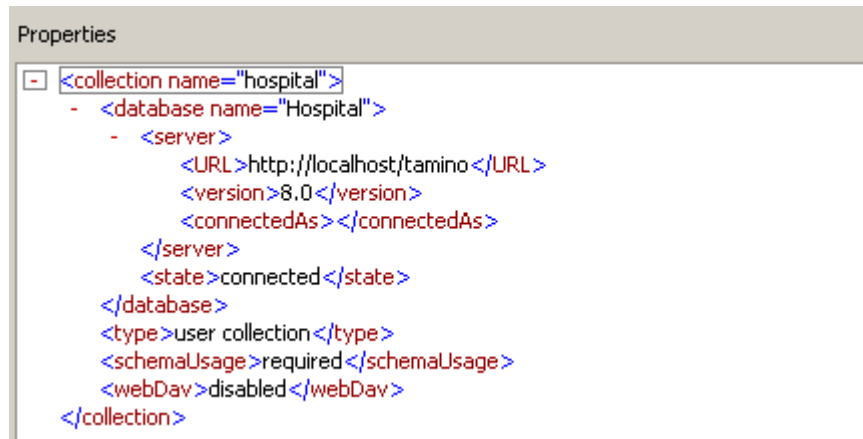 Properties
- <collection name="hospital">
- <database name="Hospital">
- <server>
<URL>http://localhost/tamino</URL>
<version>8.0</version>
<connectedAs></connectedAs>
</server>
<state>connected</state>
</database>
<type>user collection</type>
<schemaUsage>required</schemaUsage>
<webDav>disabled</webDav>
</collection>